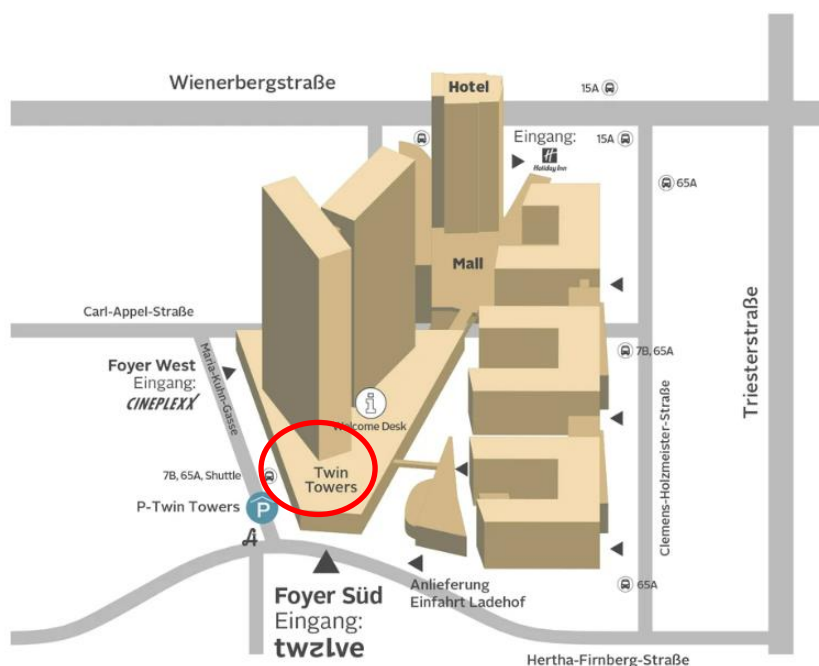 Wienerbergstraße
Hotel
15A
Eingang:
15A
Holiday Inn
65A
Mall
Carl-Appel-Straße
Maria-Kuhn-Gasse
Foyer West
Eingang:
CINEPLEXX
7B, 65A
Triesterstraße
i
Welcome Desk
Clemens-Holzmeister-Straße
Twin
Towers
7B, 65A, Shuttle
P-Twin Towers
P
Foyer Süd
Eingang:
twelve
Anlieferung
Einfahrt Ladehof
65A
Hertha-Firnberg-Straße